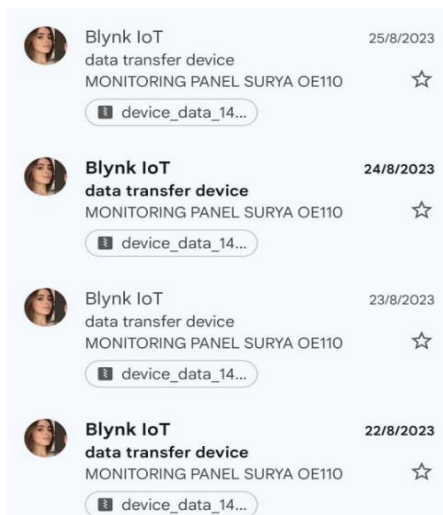 Blynk IoT 25/8/2023
data transfer device
MONITORING PANEL SURYA OE110
device_data_14...
Blynk IoT 24/8/2023
data transfer device
MONITORING PANEL SURYA OE110
device_data_14...
Blynk IoT 23/8/2023
data transfer device
MONITORING PANEL SURYA OE110
device_data_14...
Blynk IoT 22/8/2023
data transfer device
MONITORING PANEL SURYA OE110
device_data_14...